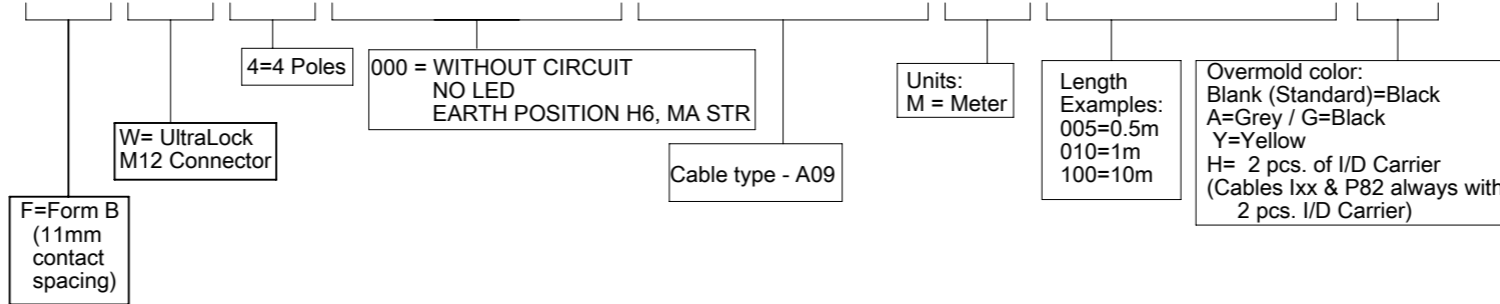 4=4 Poles
000 = WITHOUT CIRCUIT
NO LED
EARTH POSITION H6, MA STR
Units:
M = Meter
Length
Examples:
005=0.5m
010=1m
100=10m
Overmold color:
Blank (Standard)=Black
A=Grey / G=Black
Y=Yellow
H= 2 pcs. of I/D Carrier
(Cables Ixx & P82 always with
2 pcs. I/D Carrier)
W= UltraLock
M12 Connector
Cable type - A09
F=Form B
(11mm
contact
spacing)